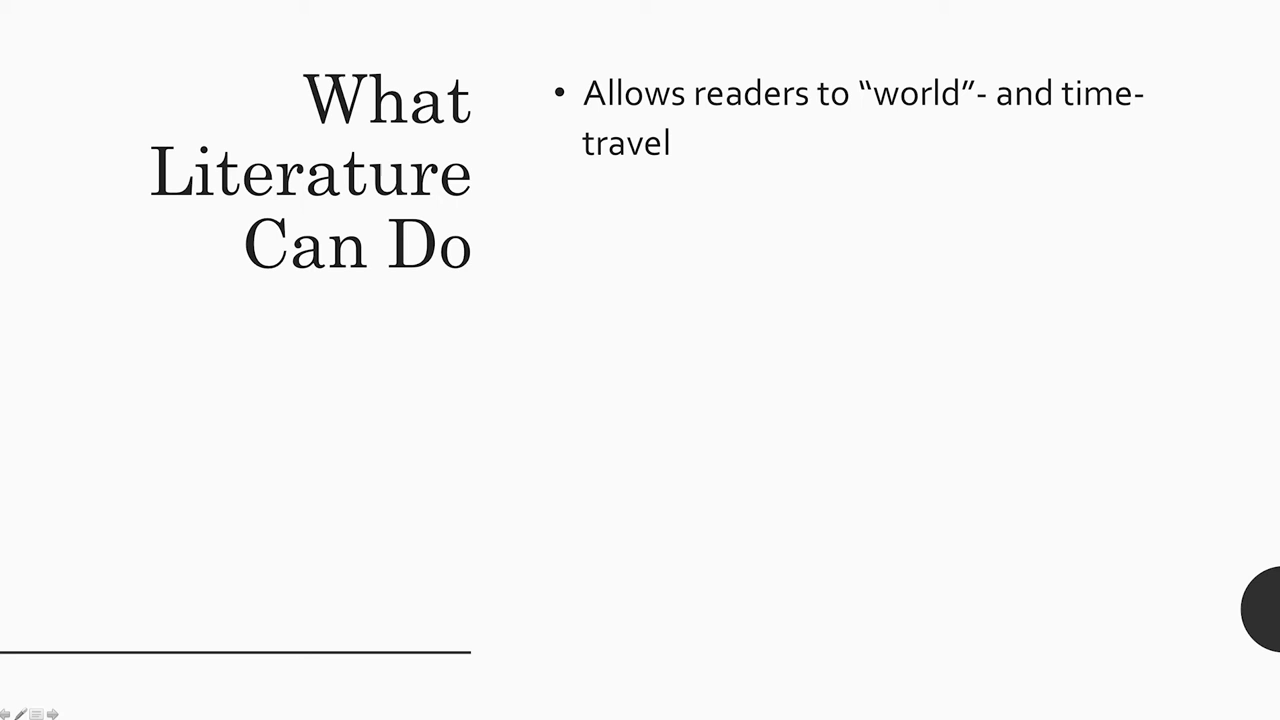 What
Literature
Can Do
• Allows readers to “world”- and time-
travel